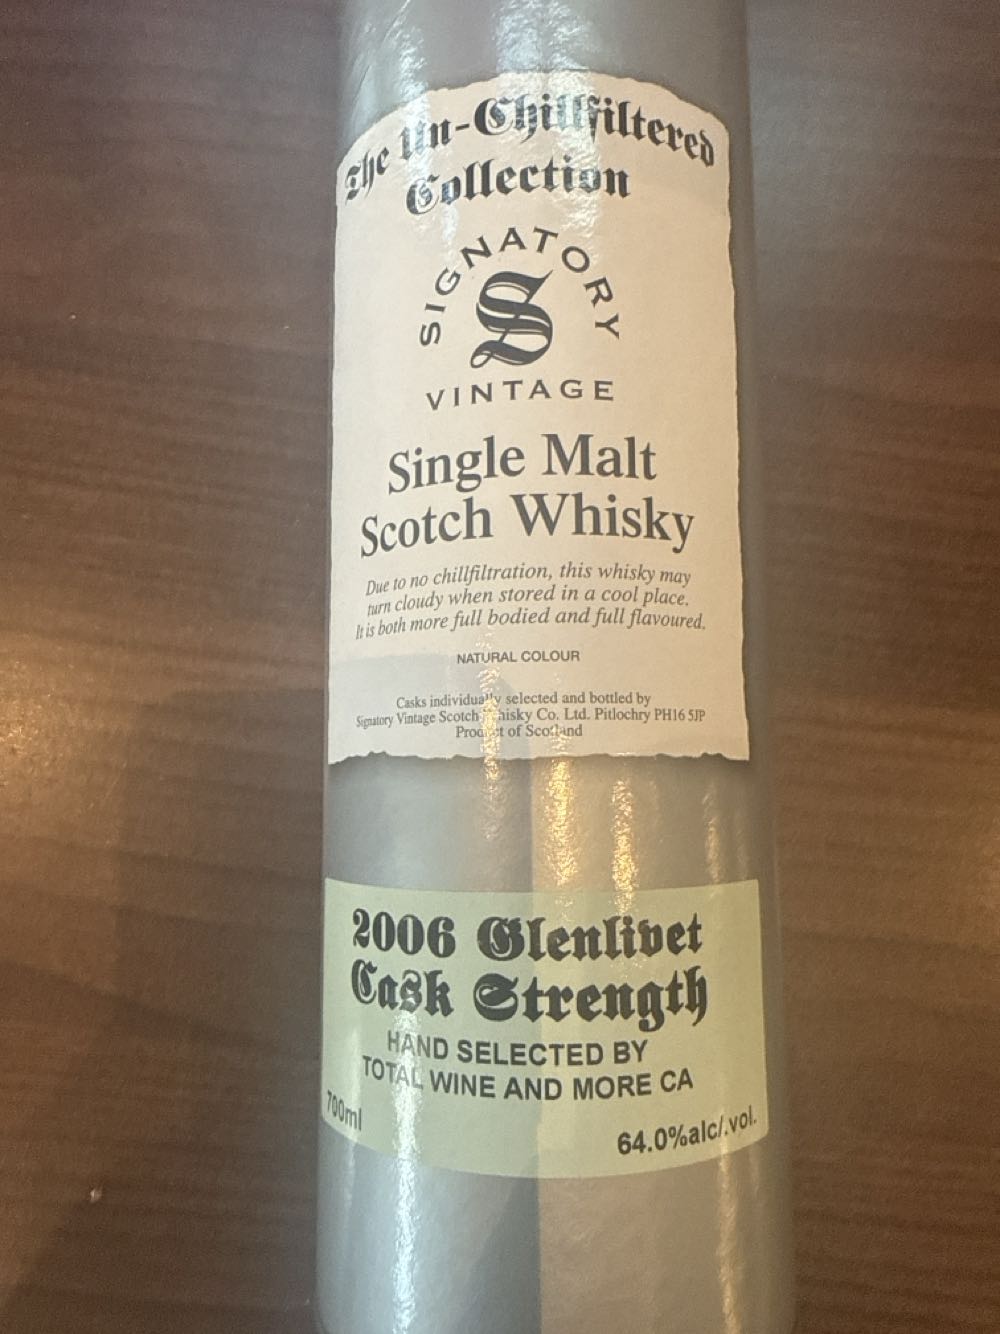 The Un-Chillfiltered
Collection
SIGNATORY
S
VINTAGE
Single Malt
Scotch Whisky
Due to no chillfiltration, this whisky may
turn cloudy when stored in a cool place.
It is both more full bodied and full flavoured.
NATURAL COLOUR
Casks individually selected and bottled by
Signatory Vintage Scotch Whisky Co. Ltd. Pitlochry PH16 5JP
Product of Scotland
2006 Glenlivet
Cask Strength
HAND SELECTED BY
TOTAL WINE AND MORE CA
700ml
64.0%alc/.vol.